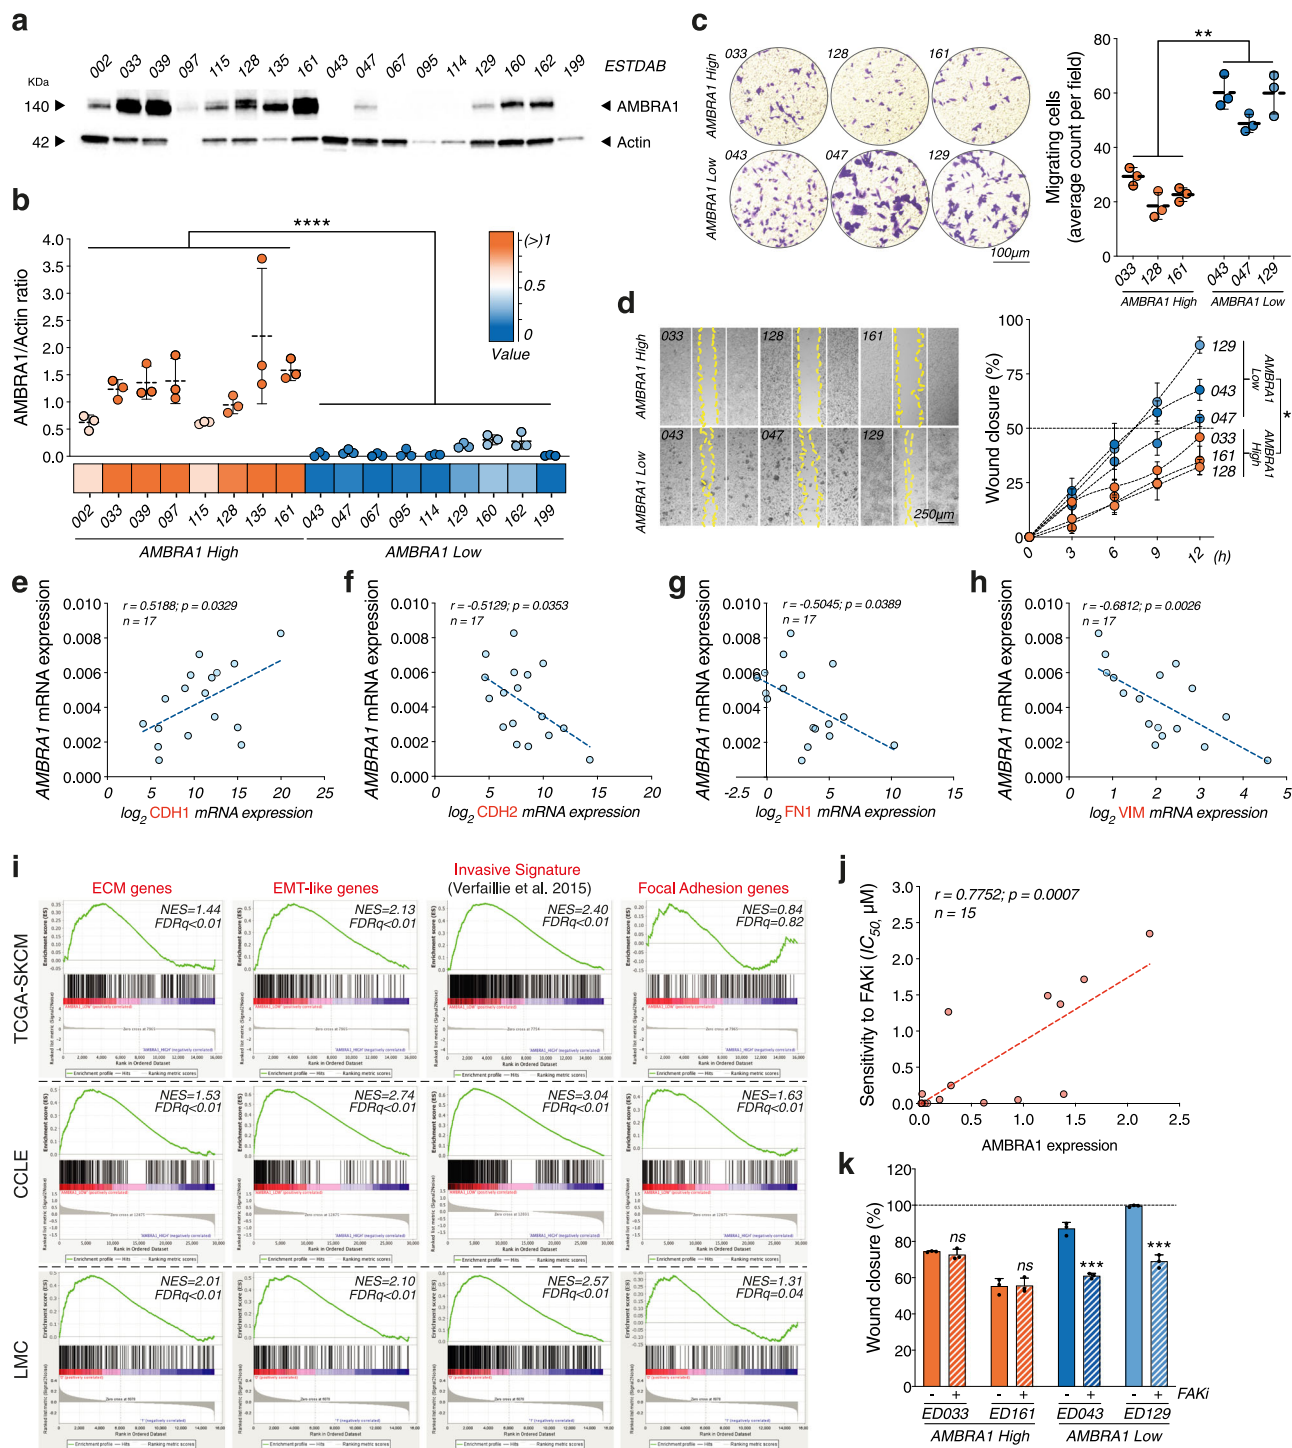 a
002 033 039 097 115 128 135 161 043 047 067 095 114 129 160 162 199 ESTDAB
KDa
140 AMBRA1
42 Actin
b
****
AMBRA1/Actin ratio
4.0
3.5
3.0
2.5
2.0
1.5
1.0
0.5
0.0
(>)1
0.5
0
Value
002 033 039 097 115 128 135 161 043 047 067 095 114 129 160 162 199
AMBRA1 High AMBRA1 Low
c
AMBRA1 High
033 128 161
AMBRA1 Low
043 047 129
100µm
Migrating cells
(average count per field)
80
60
40
20
0
**
033 128 161 043 047 129
AMBRA1 High AMBRA1 Low
d
AMBRA1 High
033 128 161
AMBRA1 Low
043 047 129
250µm
Wound closure (%)
100
75
50
25
0
0 3 6 9 12 (h)
129
043
047
033
161
128
AMBRA1 Low
AMBRA1 High
*
e
AMBRA1 mRNA expression
r = 0.5188; p = 0.0329
n = 17
0.010
0.008
0.006
0.004
0.002
0.000
0 5 10 15 20 25
log2 CDH1 mRNA expression
f
AMBRA1 mRNA expression
r = -0.5129; p = 0.0353
n = 17
0.010
0.008
0.006
0.004
0.002
0.000
0 5 10 15 20
log2 CDH2 mRNA expression
g
AMBRA1 mRNA expression
r = -0.5045; p = 0.0389
n = 17
0.010
0.008
0.006
0.004
0.002
0.000
-2.5 0 5 10 15
log2 FN1 mRNA expression
h
AMBRA1 mRNA expression
r = -0.6812; p = 0.0026
n = 17
0.010
0.008
0.006
0.004
0.002
0.000
0 1 2 3 4 5
log2 VIM mRNA expression
i
ECM genes
EMT-like genes
Invasive Signature
(Verfaillie et al. 2015)
Focal Adhesion genes
TCGA-SKCM
NES=1.44
FDRq<0.01
NES=2.13
FDRq<0.01
NES=2.40
FDRq<0.01
NES=0.84
FDRq=0.82
CCLE
NES=1.53
FDRq<0.01
NES=2.74
FDRq<0.01
NES=3.04
FDRq<0.01
NES=1.63
FDRq<0.01
LMC
NES=2.01
FDRq<0.01
NES=2.10
FDRq<0.01
NES=2.57
FDRq<0.01
NES=1.31
FDRq=0.04
j
Sensitivity to FAKi (IC50, µM)
r = 0.7752; p = 0.0007
n = 15
3.0
2.5
2.0
1.5
1.0
0.5
0.0
0.0 0.5 1.0 1.5 2.0 2.5
AMBRA1 expression
k
Wound closure (%)
120
100
80
60
40
20
0
ns ns *** ***
- + - + - + - + FAKi
ED033 ED161 ED043 ED129
AMBRA1 High AMBRA1 Low